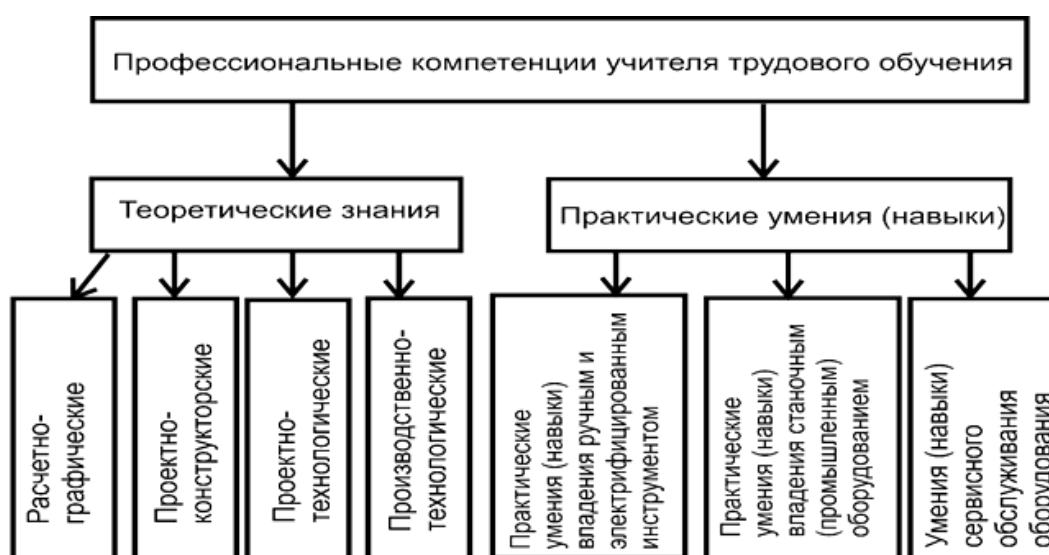 Профессиональные компетенции учителя трудового обучения
Теоретические знания
Практические умения (навыки)
Расчетно-
графические
Проектно-
конструкторские
Проектно-
технологические
Производственно-
технологические
Практические
умения (навыки)
владения ручным и
электрифицированным
инструментом
Практические
умения (навыки)
владения станочным
(промышленным)
оборудованием
Умения (навыки)
сервисного
обслуживания
оборудования